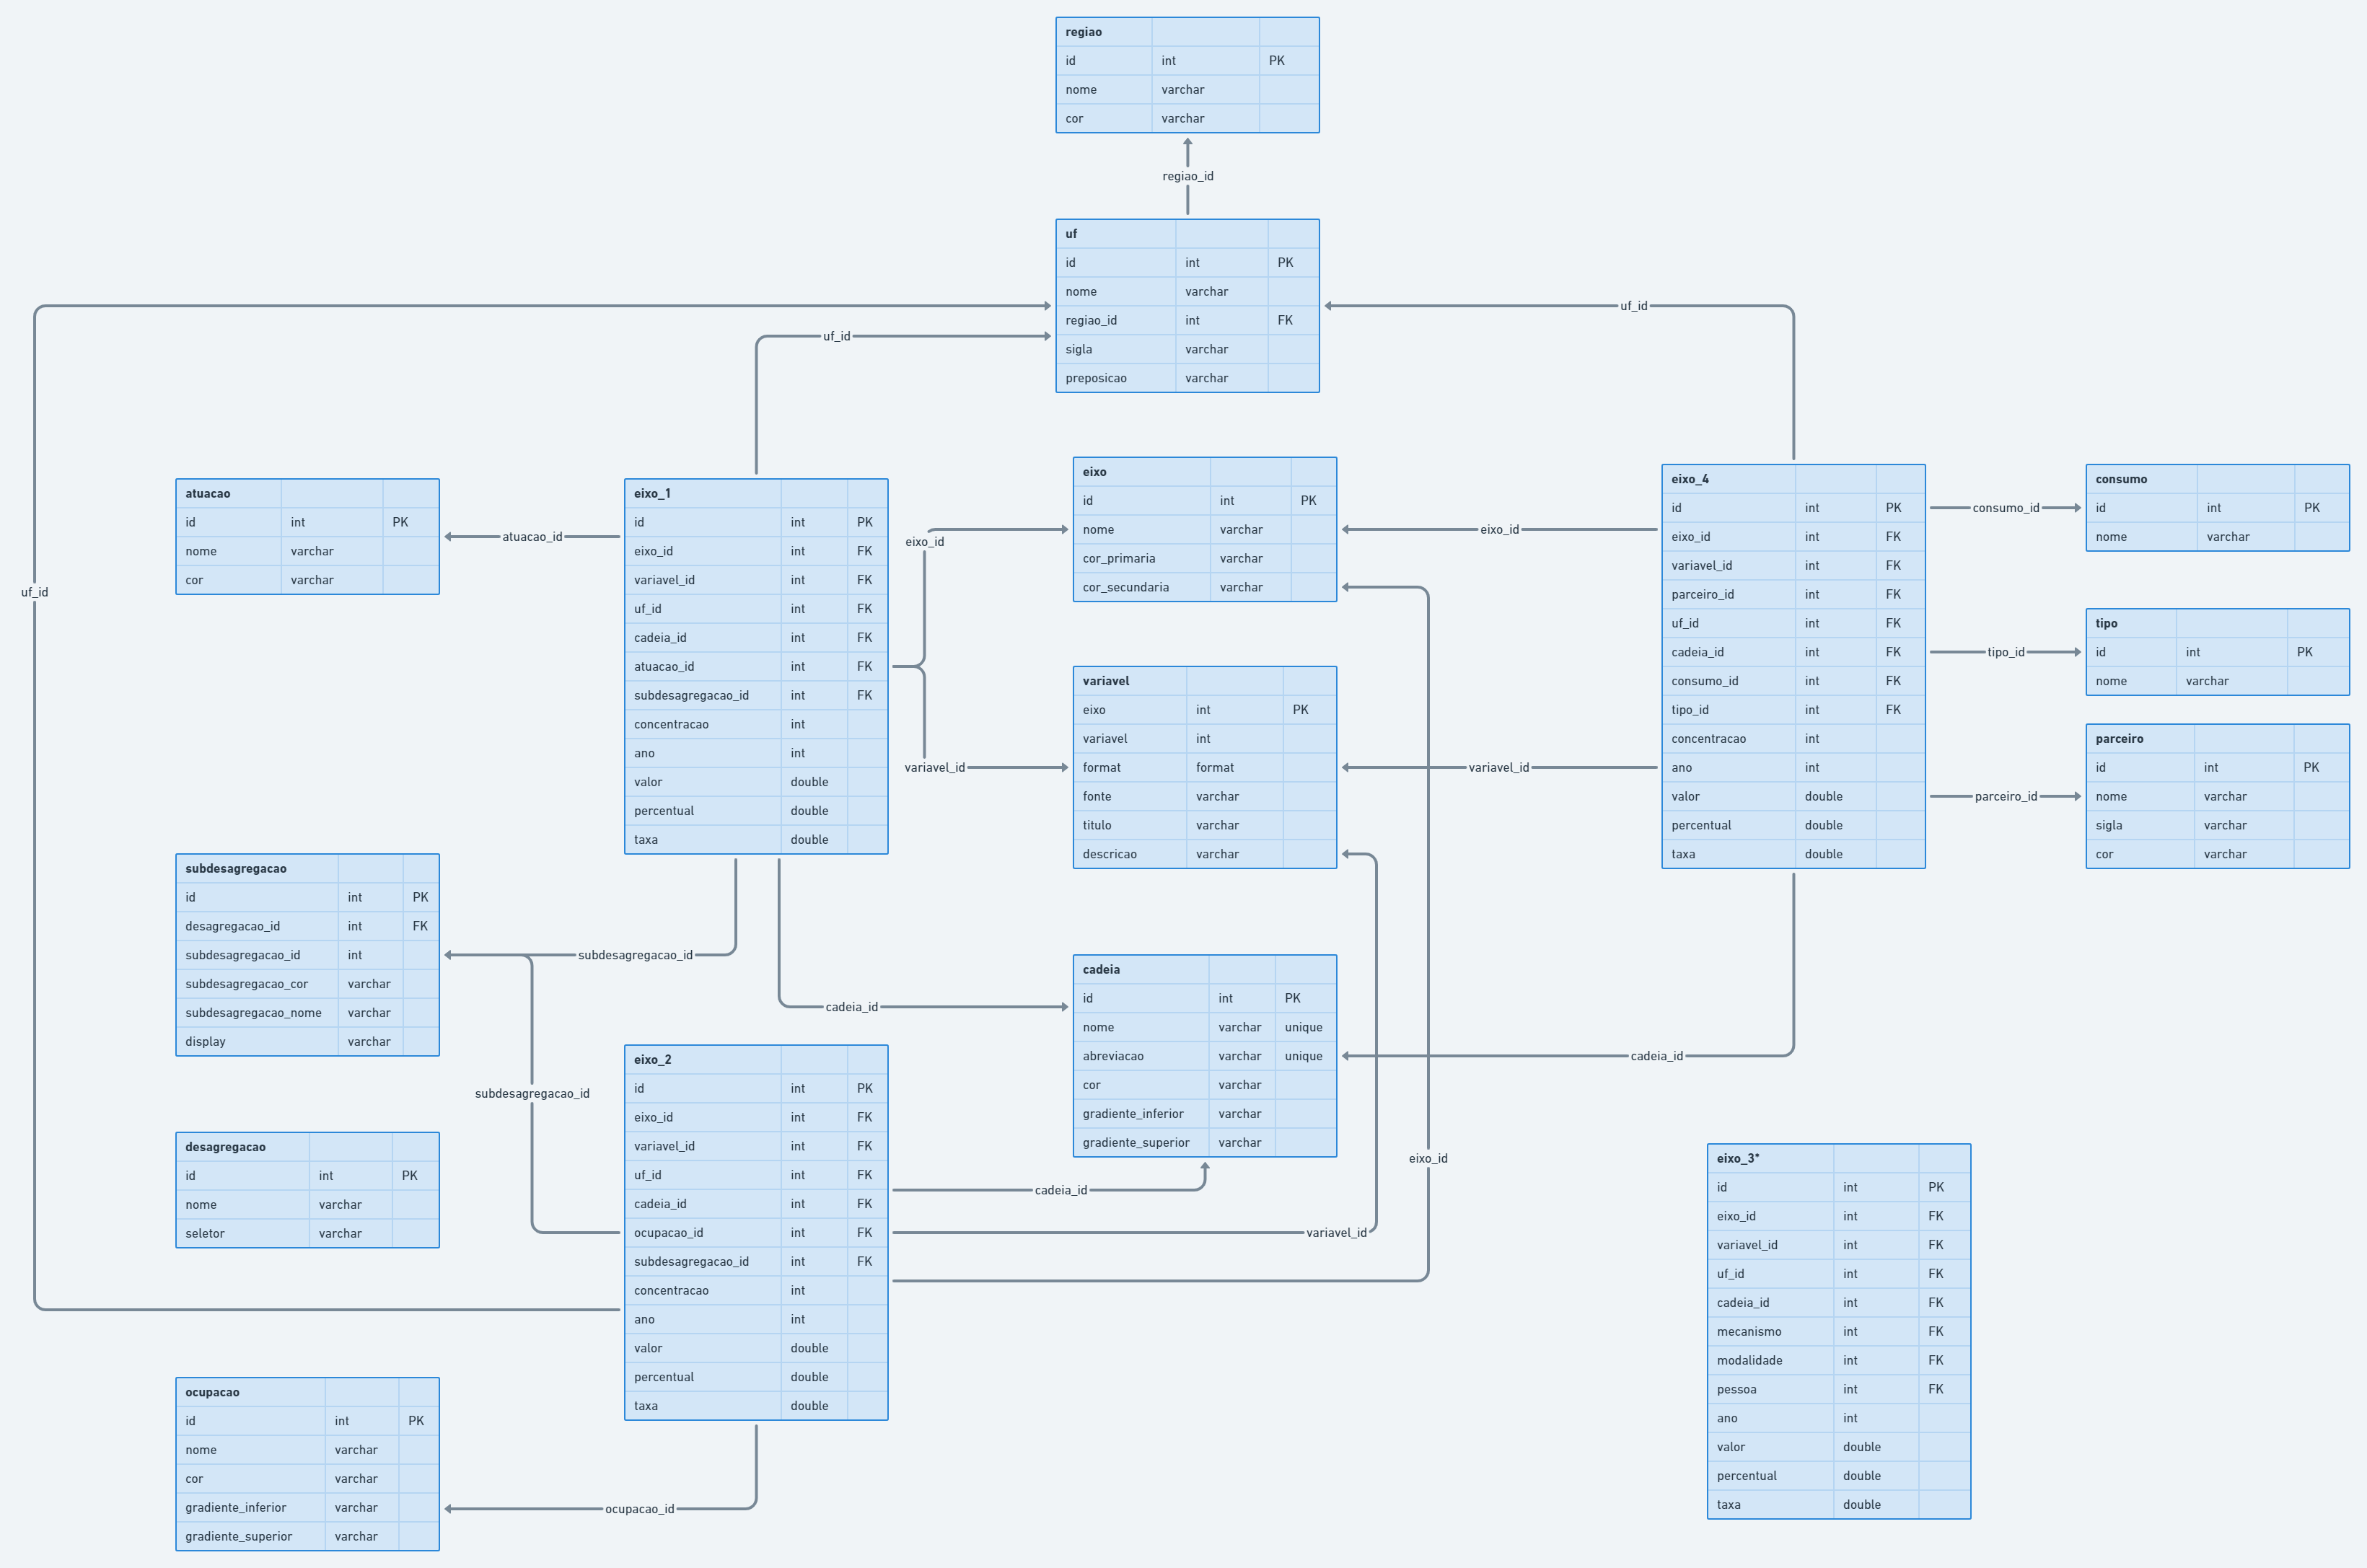 regiao
id int PK
nome varchar
cor varchar
regiao_id
uf
id int PK
nome varchar
regiao_id int FK
sigla varchar
preposicao varchar
uf_id
uf_id
uf_id
atuacao
id int PK
nome varchar
cor varchar
atuacao_id
eixo_1
id int PK
eixo_id int FK
variavel_id int FK
uf_id int FK
cadeia_id int FK
atuacao_id int FK
subdesagregacao_id int FK
concentracao int
ano int
valor double
percentual double
taxa double
eixo_id
variavel_id
eixo
id int PK
nome varchar
cor_primaria varchar
cor_secundaria varchar
eixo_id
variavel
eixo int PK
variavel int
format format
fonte varchar
titulo varchar
descricao varchar
variavel_id
eixo_4
id int PK
eixo_id int FK
variavel_id int FK
parceiro_id int FK
uf_id int FK
cadeia_id int FK
consumo_id int FK
tipo_id int FK
concentracao int
ano int
valor double
percentual double
taxa double
consumo_id
tipo_id
parceiro_id
consumo
id int PK
nome varchar
tipo
id int PK
nome varchar
parceiro
id int PK
nome varchar
sigla varchar
cor varchar
subdesagregacao
id int PK
desagregacao_id int FK
subdesagregacao_id int
subdesagregacao_cor varchar
subdesagregacao_nome varchar
display varchar
subdesagregacao_id
cadeia_id
cadeia
id int PK
nome varchar unique
abreviacao varchar unique
cor varchar
gradiente_inferior varchar
gradiente_superior varchar
cadeia_id
subdesagregacao_id
desagregacao
id int PK
nome varchar
seletor varchar
eixo_2
id int PK
eixo_id int FK
variavel_id int FK
uf_id int FK
cadeia_id int FK
ocupacao_id int FK
subdesagregacao_id int FK
concentracao int
ano int
valor double
percentual double
taxa double
cadeia_id
variavel_id
eixo_id
eixo_3*
id int PK
eixo_id int FK
variavel_id int FK
uf_id int FK
cadeia_id int FK
mecanismo int FK
modalidade int FK
pessoa int FK
ano int
valor double
percentual double
taxa double
ocupacao
id int PK
nome varchar
cor varchar
gradiente_inferior varchar
gradiente_superior varchar
ocupacao_id